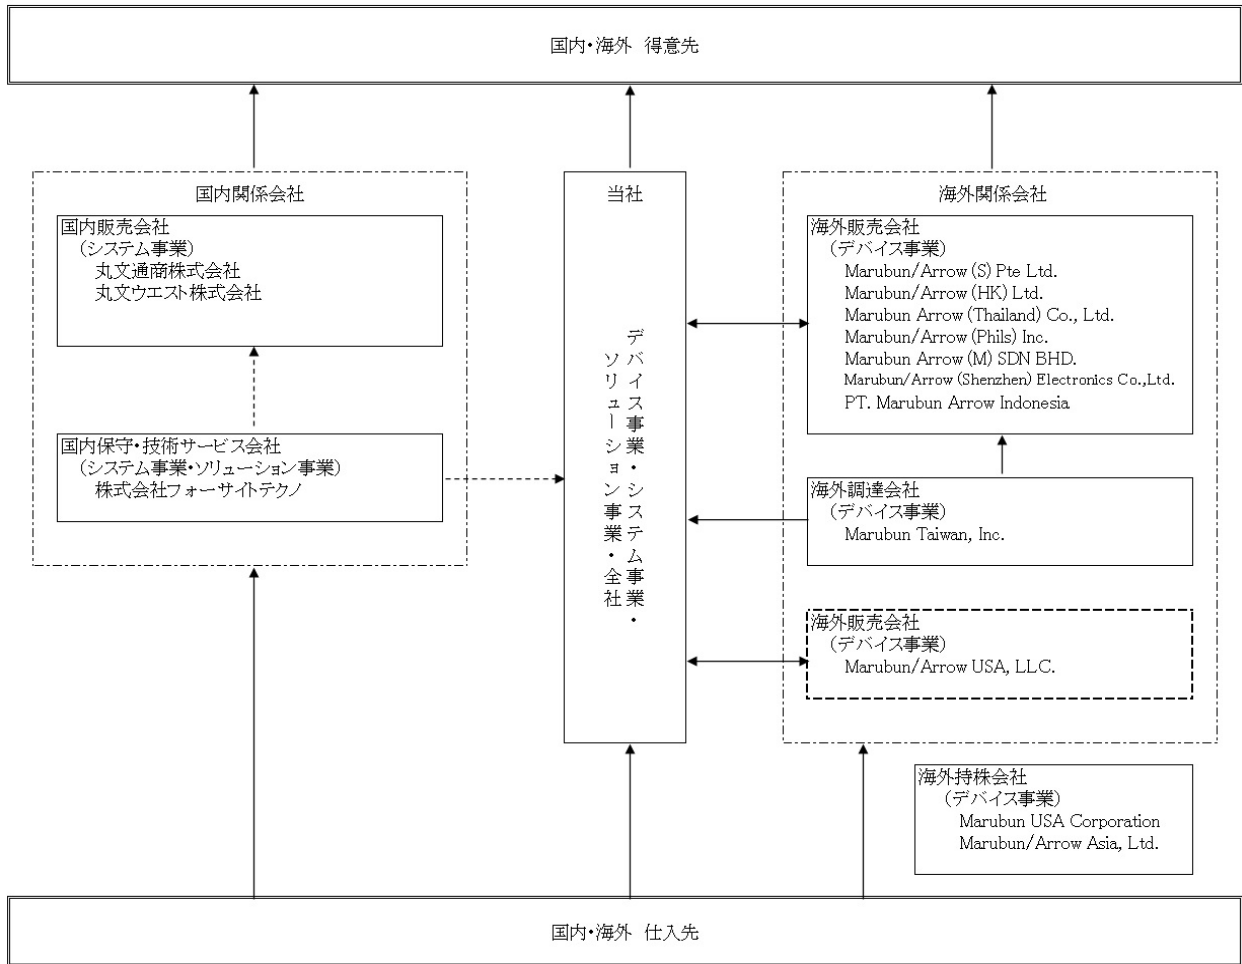 国内・海外 得意先
国内関係会社
国内販売会社
（システム事業）
丸文通商株式会社
丸文ウエスト株式会社
国内保守・技術サービス会社
（システム事業・ソリューション事業）
株式会社フォーサイトテクノ
当社
デバイス事業・システム事業・
ソリューション事業・全社
海外関係会社
海外販売会社
（デバイス事業）
Marubun/Arrow (S) Pte Ltd.
Marubun/Arrow (HK) Ltd.
Marubun Arrow (Thailand) Co., Ltd.
Marubun/Arrow (Phils) Inc.
Marubun Arrow (M) SDN BHD.
Marubun/Arrow (Shenzhen) Electronics Co.,Ltd.
PT. Marubun Arrow Indonesia
海外調達会社
（デバイス事業）
Marubun Taiwan, Inc.
海外販売会社
（デバイス事業）
Marubun/Arrow USA, LLC.
海外持株会社
（デバイス事業）
Marubun USA Corporation
Marubun/Arrow Asia, Ltd.
国内・海外 仕入先